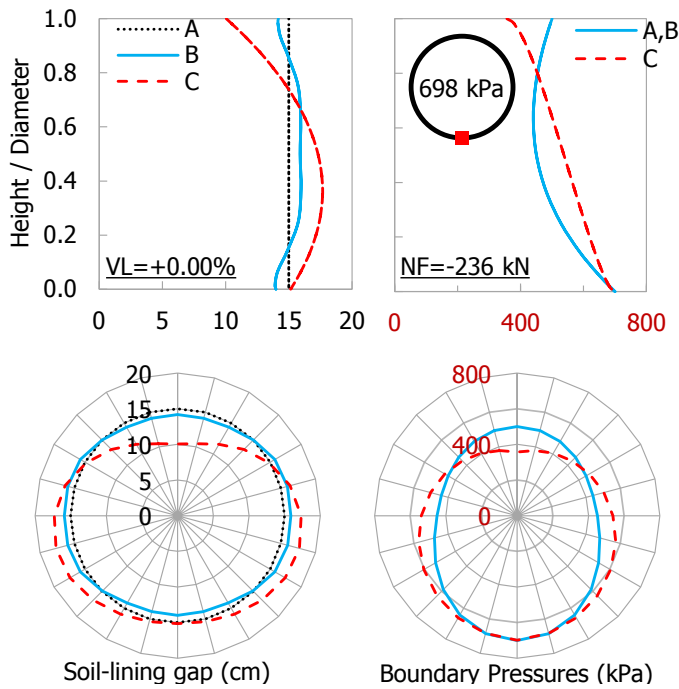 A
B
C
1.0
0.8
0.6
0.4
0.2
0.0
Height / Diameter
VL=+0.00%
0 5 10 15 20
A,B
C
698 kPa
NF=-236 kN
0 400 800
20
15
10
5
0
Soil-lining gap (cm)
800
400
0
Boundary Pressures (kPa)